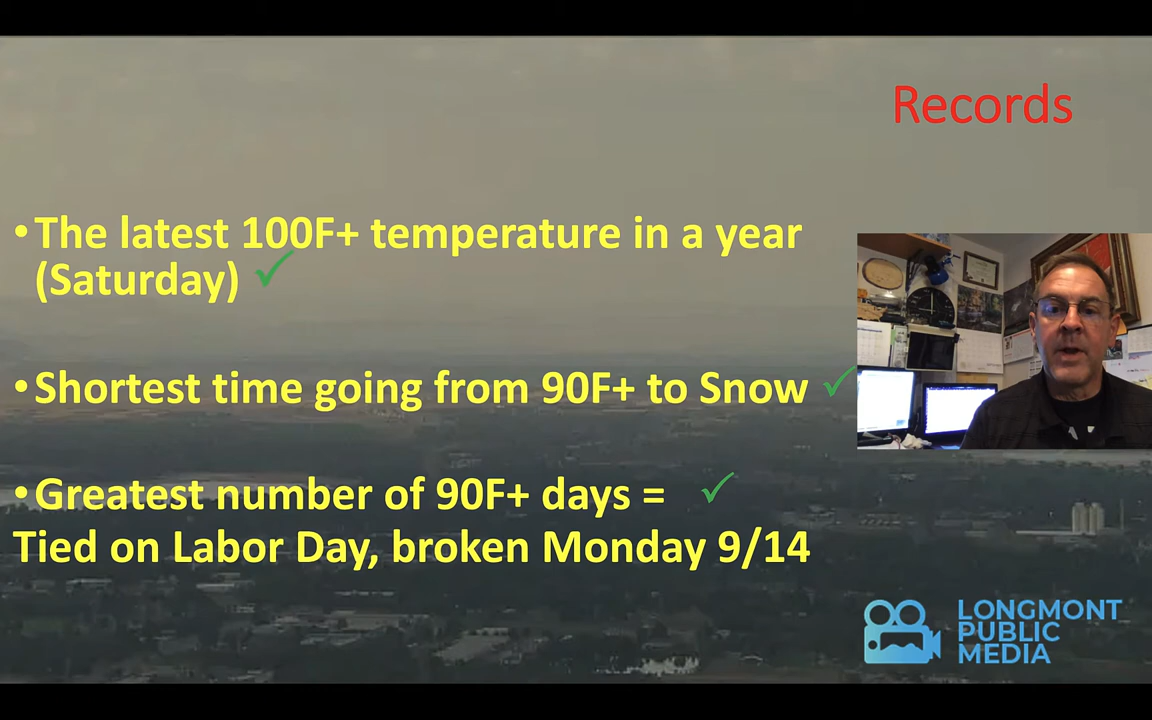 Records
•The latest 100F+ temperature in a year
(Saturday) ✓
•Shortest time going from 90F+ to Snow ✓
•Greatest number of 90F+ days = ✓
Tied on Labor Day, broken Monday 9/14
LONGMONT
PUBLIC
MEDIA